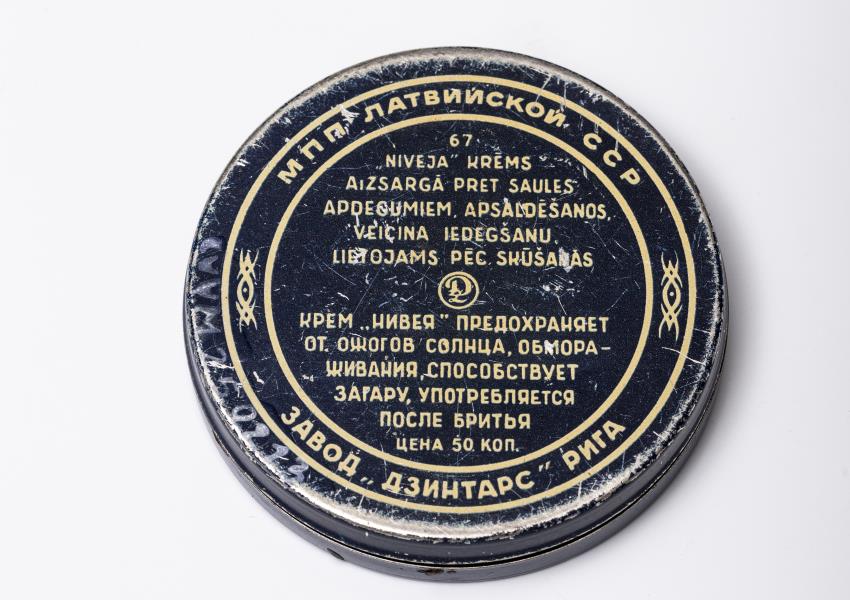 МПП ЛАТВИЙСКОЙ ССР
67
„NIVEJA" KRĒMS
AIZSARGĀ PRET SAULES
APDEGUMIEM, APSALDĒŠANOS,
VEICINA IEDEGŠANU.
LIETOJAMS PĒC SKŪŠANĀS
КРЕМ „НИВЕЯ" ПРЕДОХРАНЯЕТ
ОТ ОЖОГОВ СОЛНЦА, ОБМОРА-
ЖИВАНИЯ, СПОСОБСТВУЕТ
ЗАГАРУ, УПОТРЕБЛЯЕТСЯ
ПОСЛЕ БРИТЬЯ
ЦЕНА 50 КОП.
ЗАВОД „ДЗИНТАРС" РИГА